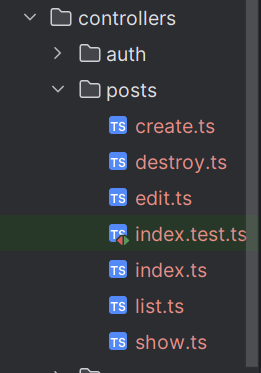 controllers
auth
posts
TS create.ts
TS destroy.ts
TS edit.ts
TS index.test.ts
TS index.ts
TS list.ts
TS show.ts